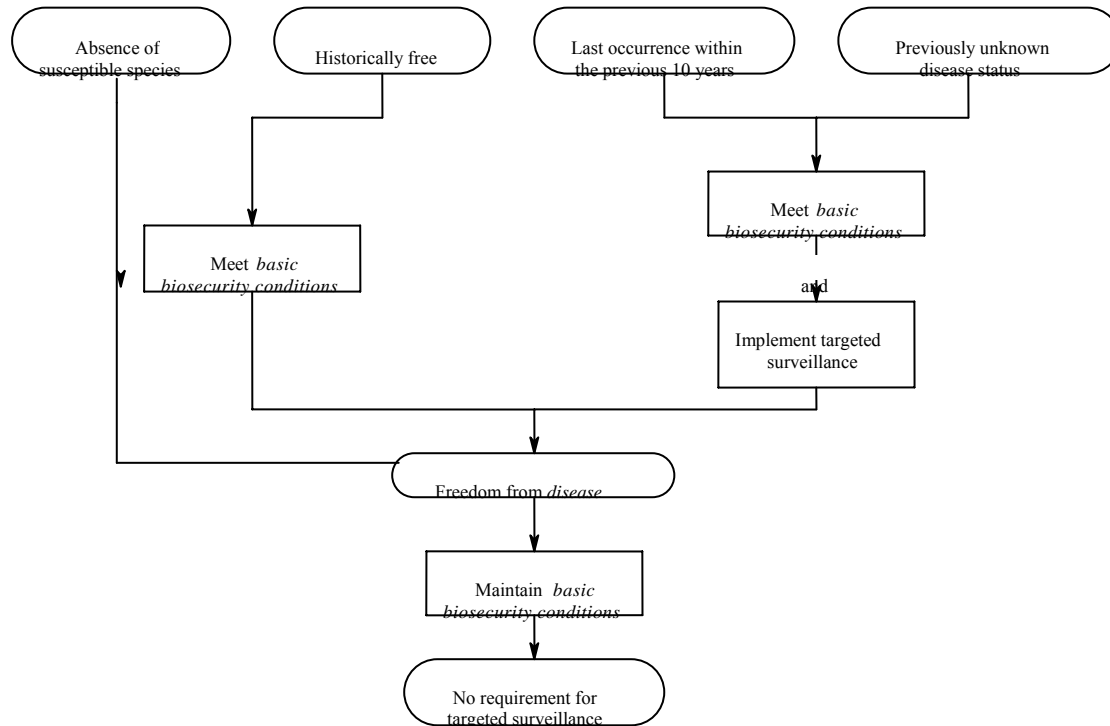 Absence of
susceptible species
Historically free
Last occurrence within
the previous 10 years
Previously unknown
disease status
Meet basic
biosecurity conditions
and
Implement targeted
surveillance
Meet basic
biosecurity conditions
Freedom from disease
Maintain basic
biosecurity conditions
No requirement for
targeted surveillance